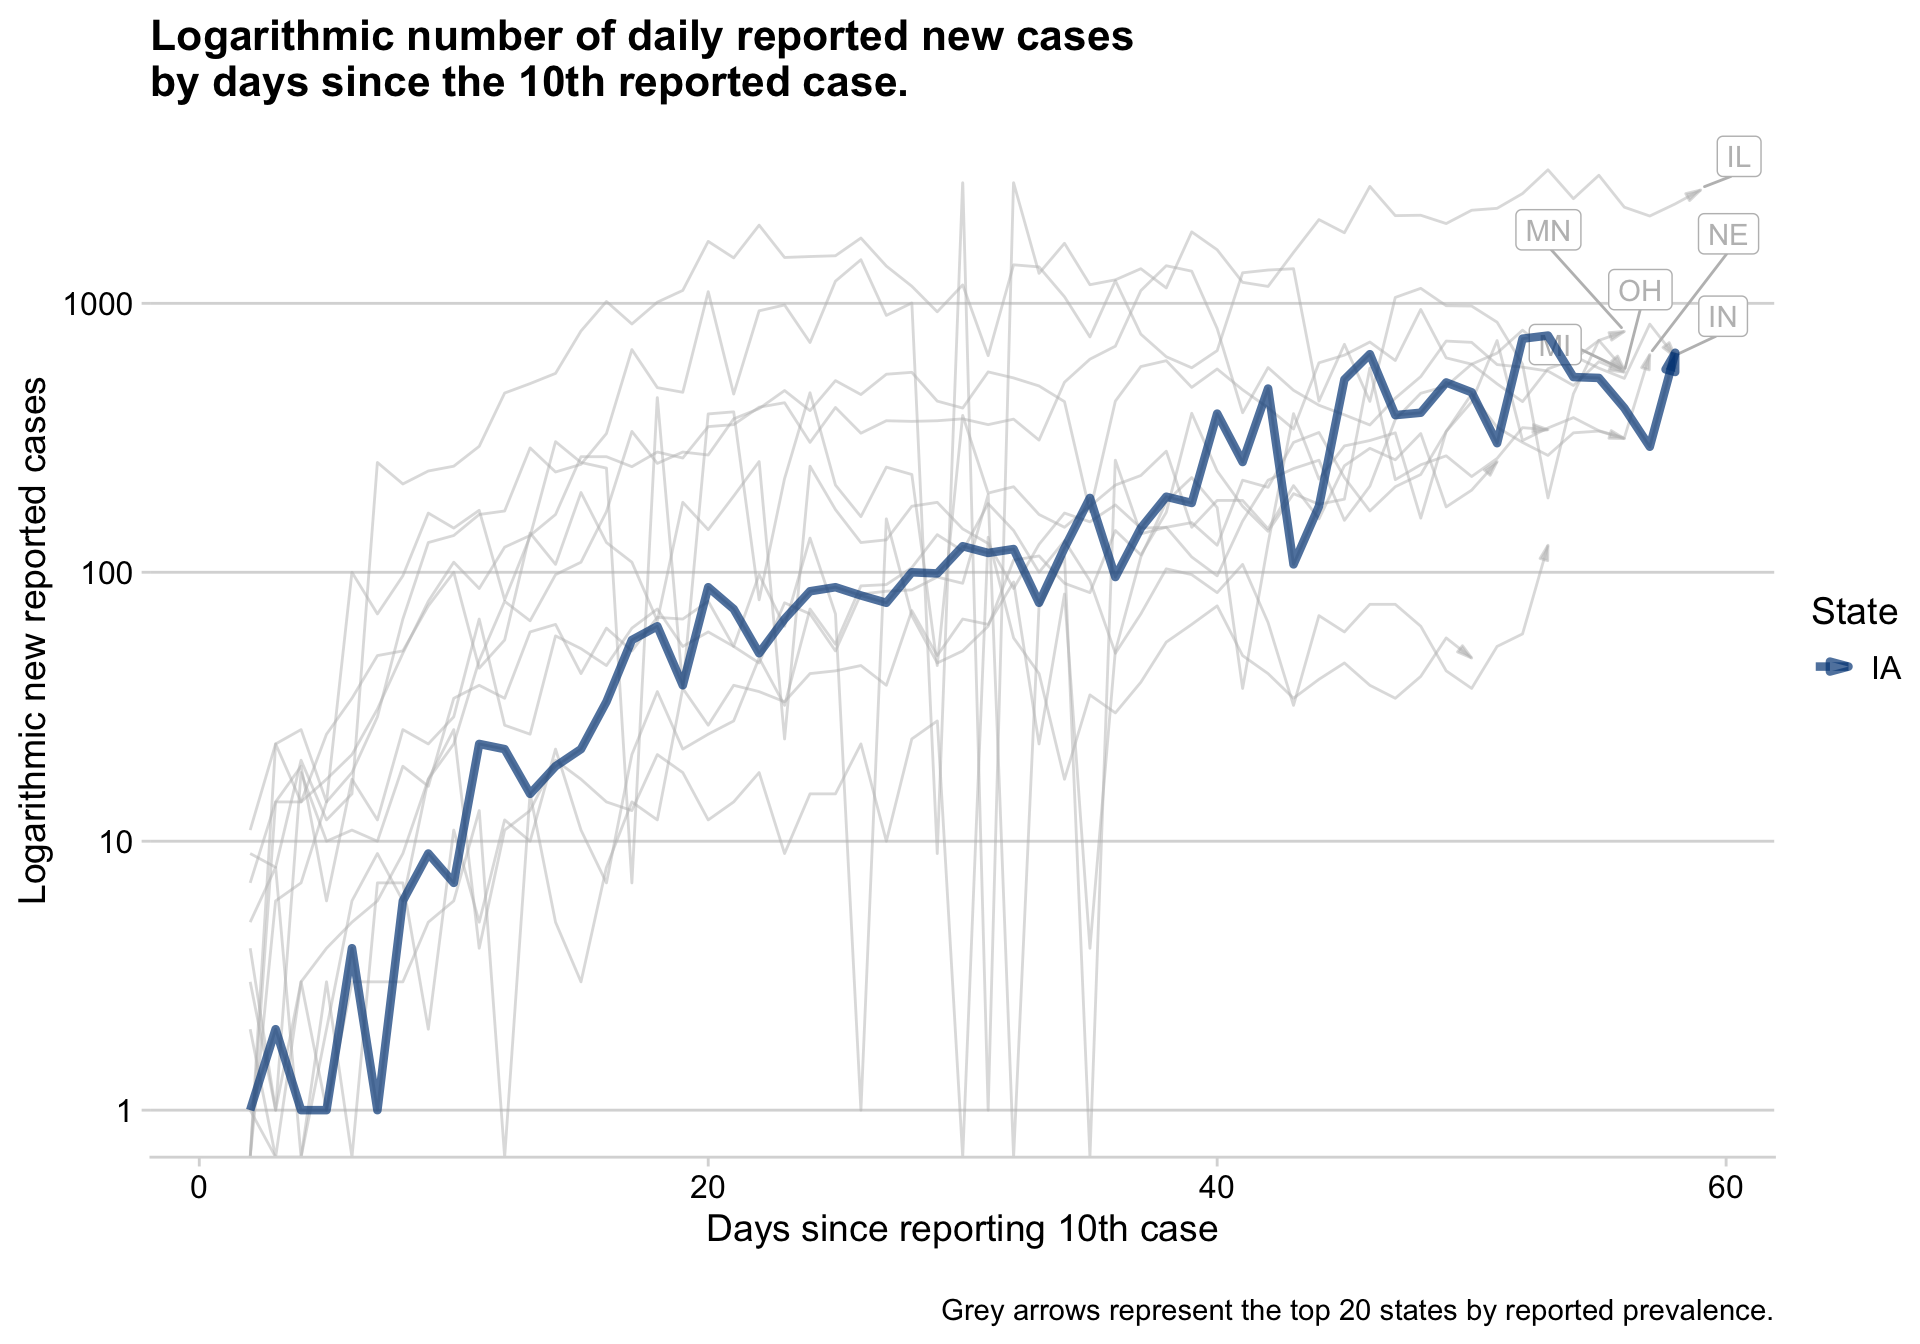 Logarithmic number of daily reported new cases
by days since the 10th reported case.
IL
MN
NE
OH
IN
MI
1000
100
10
1
Logarithmic new reported cases
0
20
40
60
Days since reporting 10th case
State
IA
Grey arrows represent the top 20 states by reported prevalence.